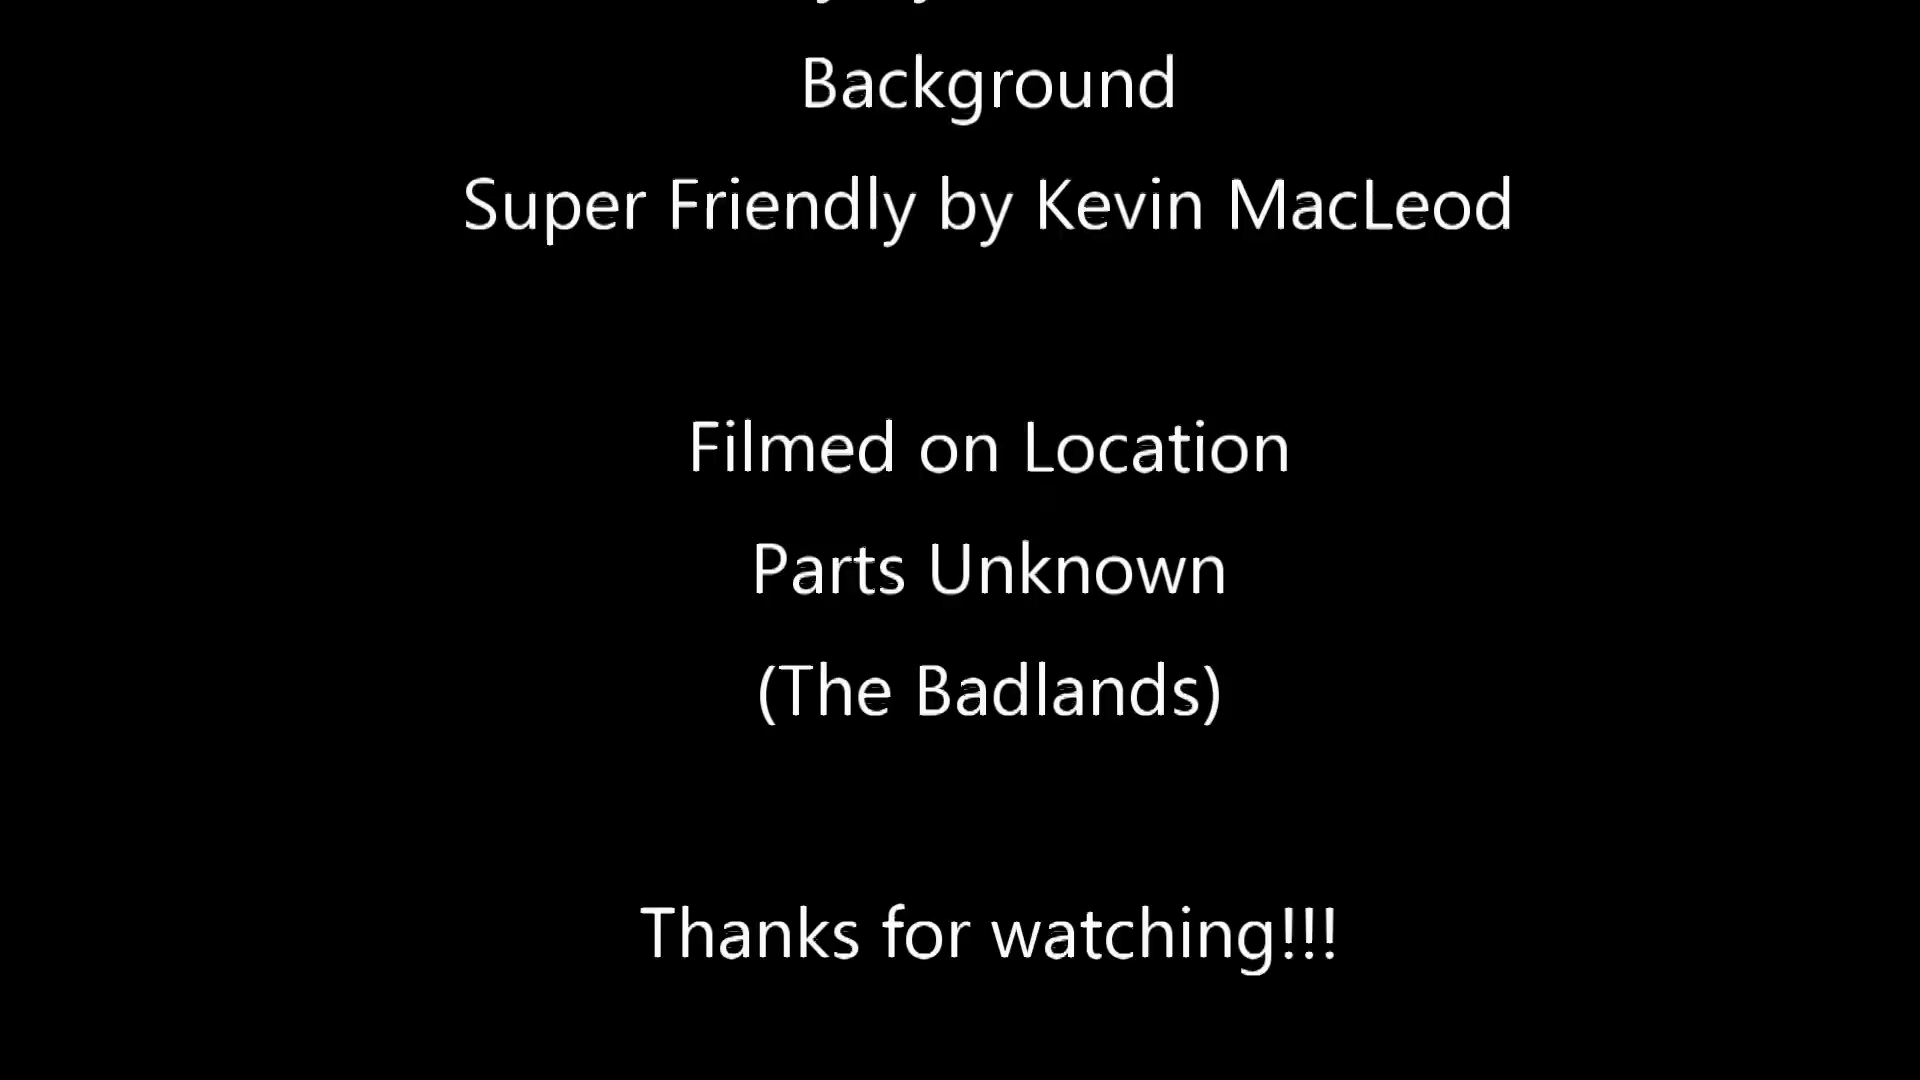 Background
Super Friendly by Kevin MacLeod
Filmed on Location
Parts Unknown
(The Badlands)
Thanks for watching!!!